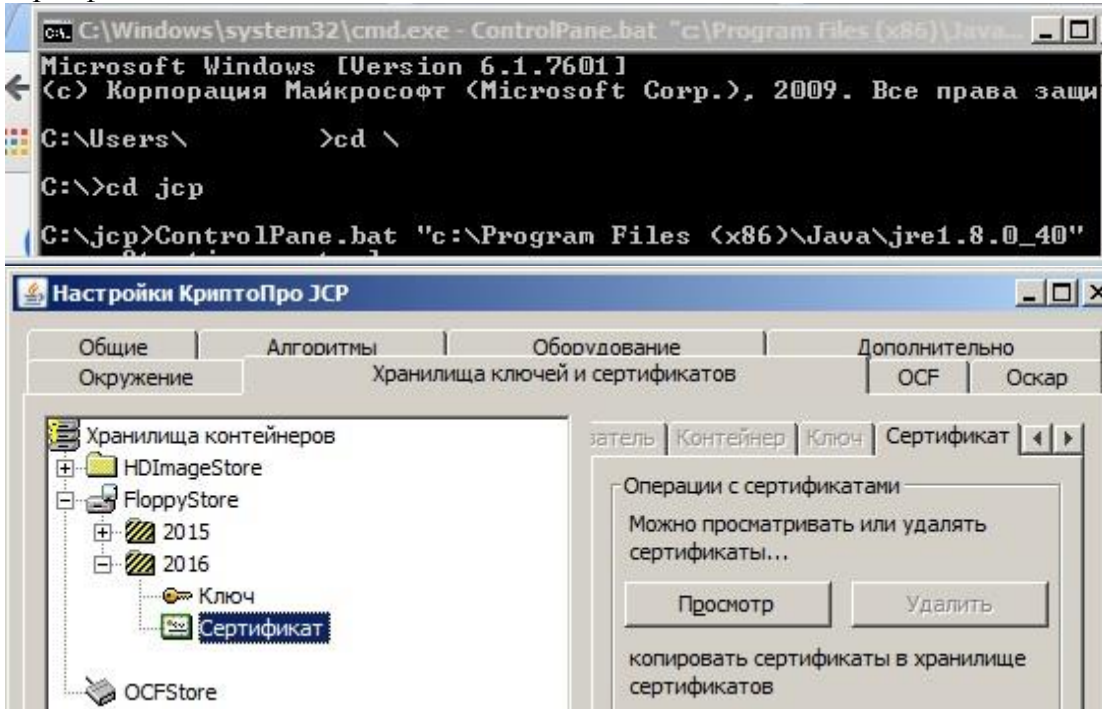 C:\Windows\system32\cmd.exe - ControlPane.bat "c:\Program Files (x86)\Java...
Microsoft Windows [Version 6.1.7601]
(c) Корпорация Майкрософт (Microsoft Corp.), 2009. Все права защи
C:\Users\ >cd \
C:\>cd jcp
C:\jcp>ControlPane.bat "c:\Program Files (x86)\Java\jre1.8.0_40"
Настройки КриптоПро JCP
Общие Алгоритмы Оборудование Дополнительно
Окружение Хранилища ключей и сертификатов OCF Оскар
Хранилища контейнеров
затель Контейнер Ключ Сертификат
HDImageStore
FloppyStore
Операции с сертификатами
2015
Можно просматривать или удалять
сертификаты...
2016
Ключ
Просмотр Удалить
Сертификат
копировать сертификаты в хранилище
сертификатов
OCFStore